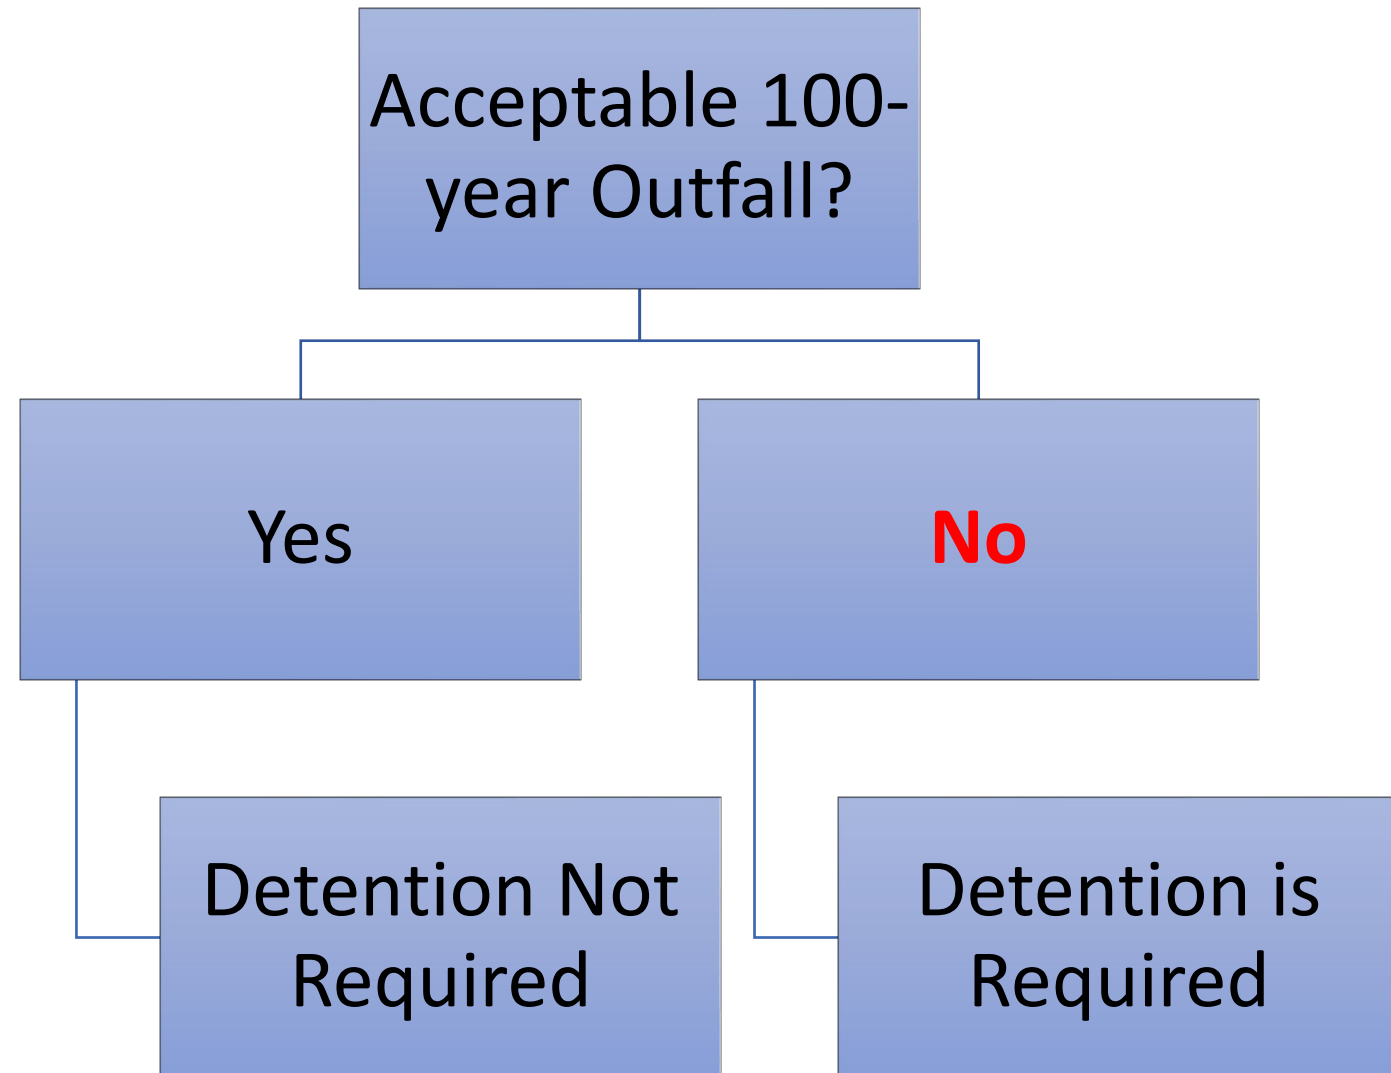 Acceptable 100-
year Outfall?
Yes
No
Detention Not
Required
Detention is
Required